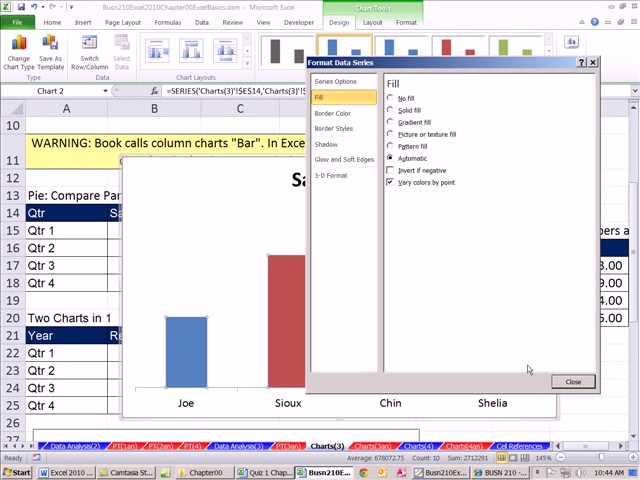 Busn210Excel2010Chapter00ExcelBasics.xlsm - Microsoft Excel
Chart Tools
File Home Insert Page Layout Formulas Data Review View Developer Design Layout Format
Change Chart Type
Save As Template
Switch Row/Column
Type
Chart Layouts
Chart 2
=SERIES('Charts(3)'!$E$14,'Charts(3)'!$
A B C
10
11 WARNING: Book calls column charts "Bar". In Exce
12
13 Pie: Compare Par
14 Qtr Sa
15 Qtr 1
16 Qtr 2
17 Qtr 3 3.00
18 Qtr 4 9.00
19 4.00
20 Two Charts in 1 5.00
21 Year Re
22 Qtr 1
23 Qtr 2
24 Qtr 3
25 Qtr 4
Sa
Joe Sioux Chin Shelia
Format Data Series
Series Options
Fill
Border Color
Border Styles
Shadow
Glow and Soft Edges
3-D Format
Fill
No fill
Solid fill
Gradient fill
Picture or texture fill
Pattern fill
Automatic
Invert if negative
Vary colors by point
Close
Data Analysis(2) PT(1an) PT(2) PT(2an) Data Analysis(3) PT(3) PT(3an) Charts(3) Charts(3an) Charts(4) Charts(4an) Cell References
Ready Average: 678072.75 Count: 10 Sum: 2712291 145%
Start Excel 2010 Camtasia St Chapter00 Quiz 1 Chap Busn210E BUSN 210 - 10:44 AM